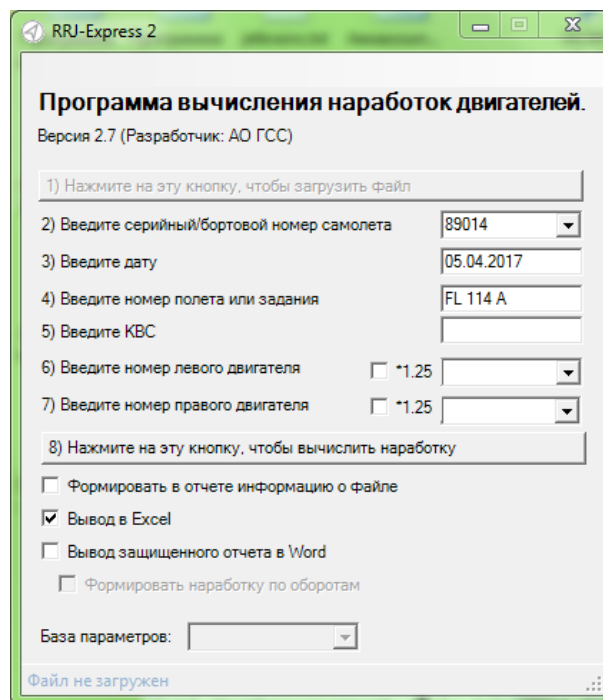 RRJ-Express 2
Программа вычисления наработок двигателей.
Версия 2.7 (Разработчик: АО ГСС)
1) Нажмите на эту кнопку, чтобы загрузить файл
2) Введите серийный/бортовой номер самолета 89014
3) Введите дату 05.04.2017
4) Введите номер полета или задания FL 114 A
5) Введите КВС
6) Введите номер левого двигателя *1.25
7) Введите номер правого двигателя *1.25
8) Нажмите на эту кнопку, чтобы вычислить наработку
Формировать в отчете информацию о файле
Вывод в Excel
Вывод защищенного отчета в Word
Формировать наработку по оборотам
База параметров:
Файл не загружен